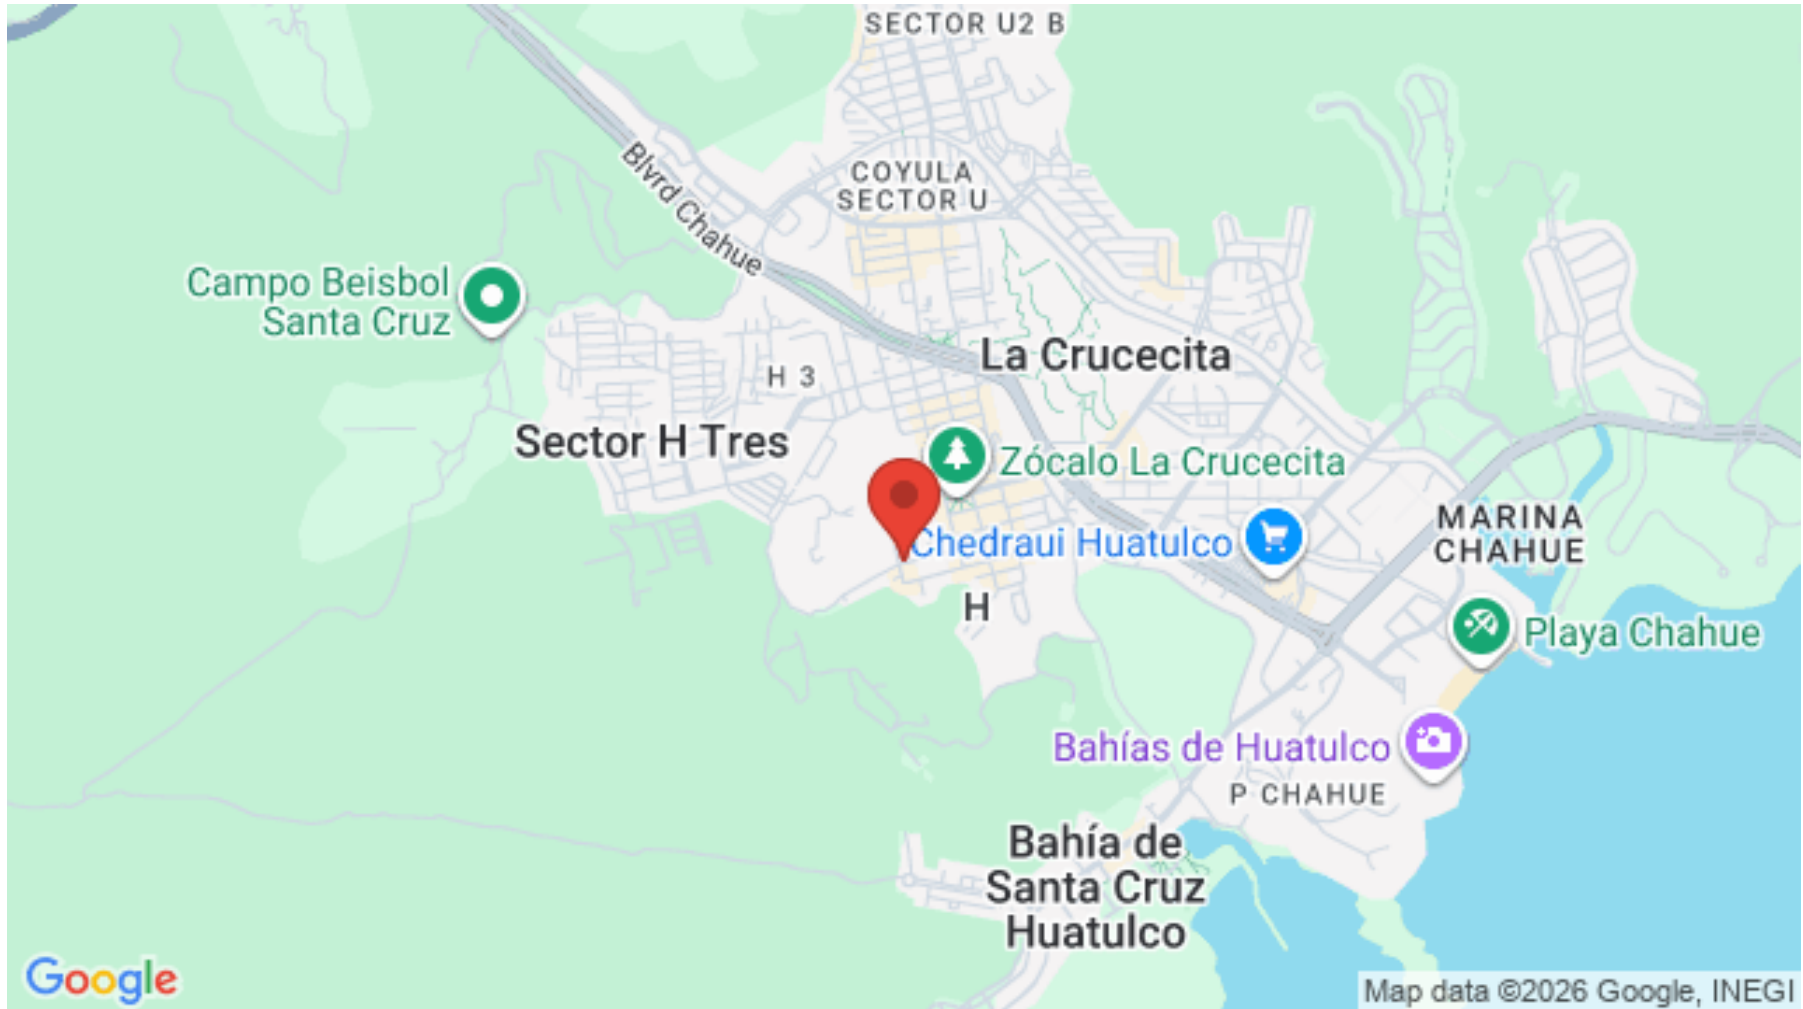 SECTOR U2 B
Blvrd Chahue
COYULA
SECTOR U
Campo Beisbol
Santa Cruz
La Crucecita
H 3
Sector H Tres
Zócalo La Crucecita
Chedraui Huatulco
MARINA
CHAHUE
H
Playa Chahue
Bahías de Huatulco
P CHAHUE
Bahía de
Santa Cruz
Huatulco
Google
Map data ©2026 Google, INEGI